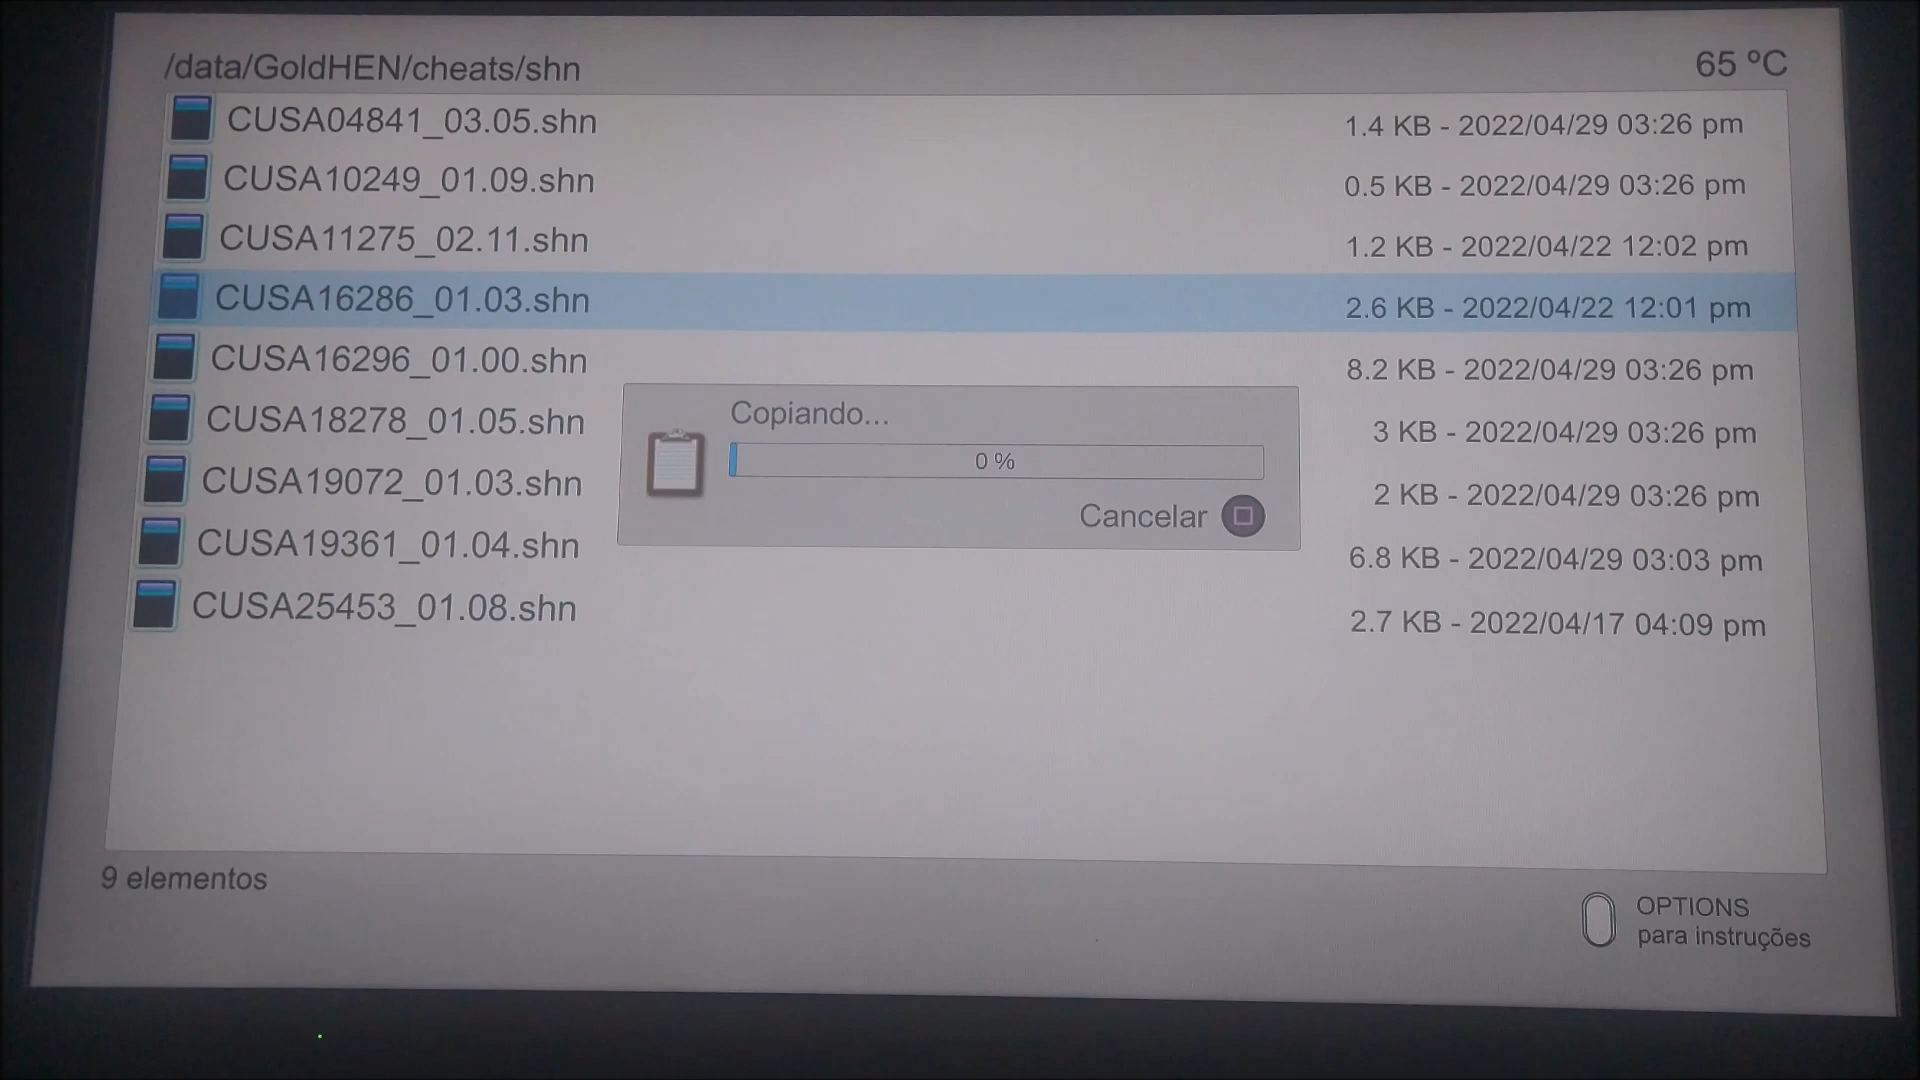 /data/GoldHEN/cheats/shn
65 ºC
CUSA04841_03.05.shn 1.4 KB - 2022/04/29 03:26 pm
CUSA10249_01.09.shn 0.5 KB - 2022/04/29 03:26 pm
CUSA11275_02.11.shn 1.2 KB - 2022/04/22 12:02 pm
CUSA16286_01.03.shn 2.6 KB - 2022/04/22 12:01 pm
CUSA16296_01.00.shn 8.2 KB - 2022/04/29 03:26 pm
CUSA18278_01.05.shn 3 KB - 2022/04/29 03:26 pm
CUSA19072_01.03.shn 2 KB - 2022/04/29 03:26 pm
CUSA19361_01.04.shn 6.8 KB - 2022/04/29 03:03 pm
CUSA25453_01.08.shn 2.7 KB - 2022/04/17 04:09 pm
Copiando...
0 %
Cancelar
9 elementos
OPTIONS
para instruções